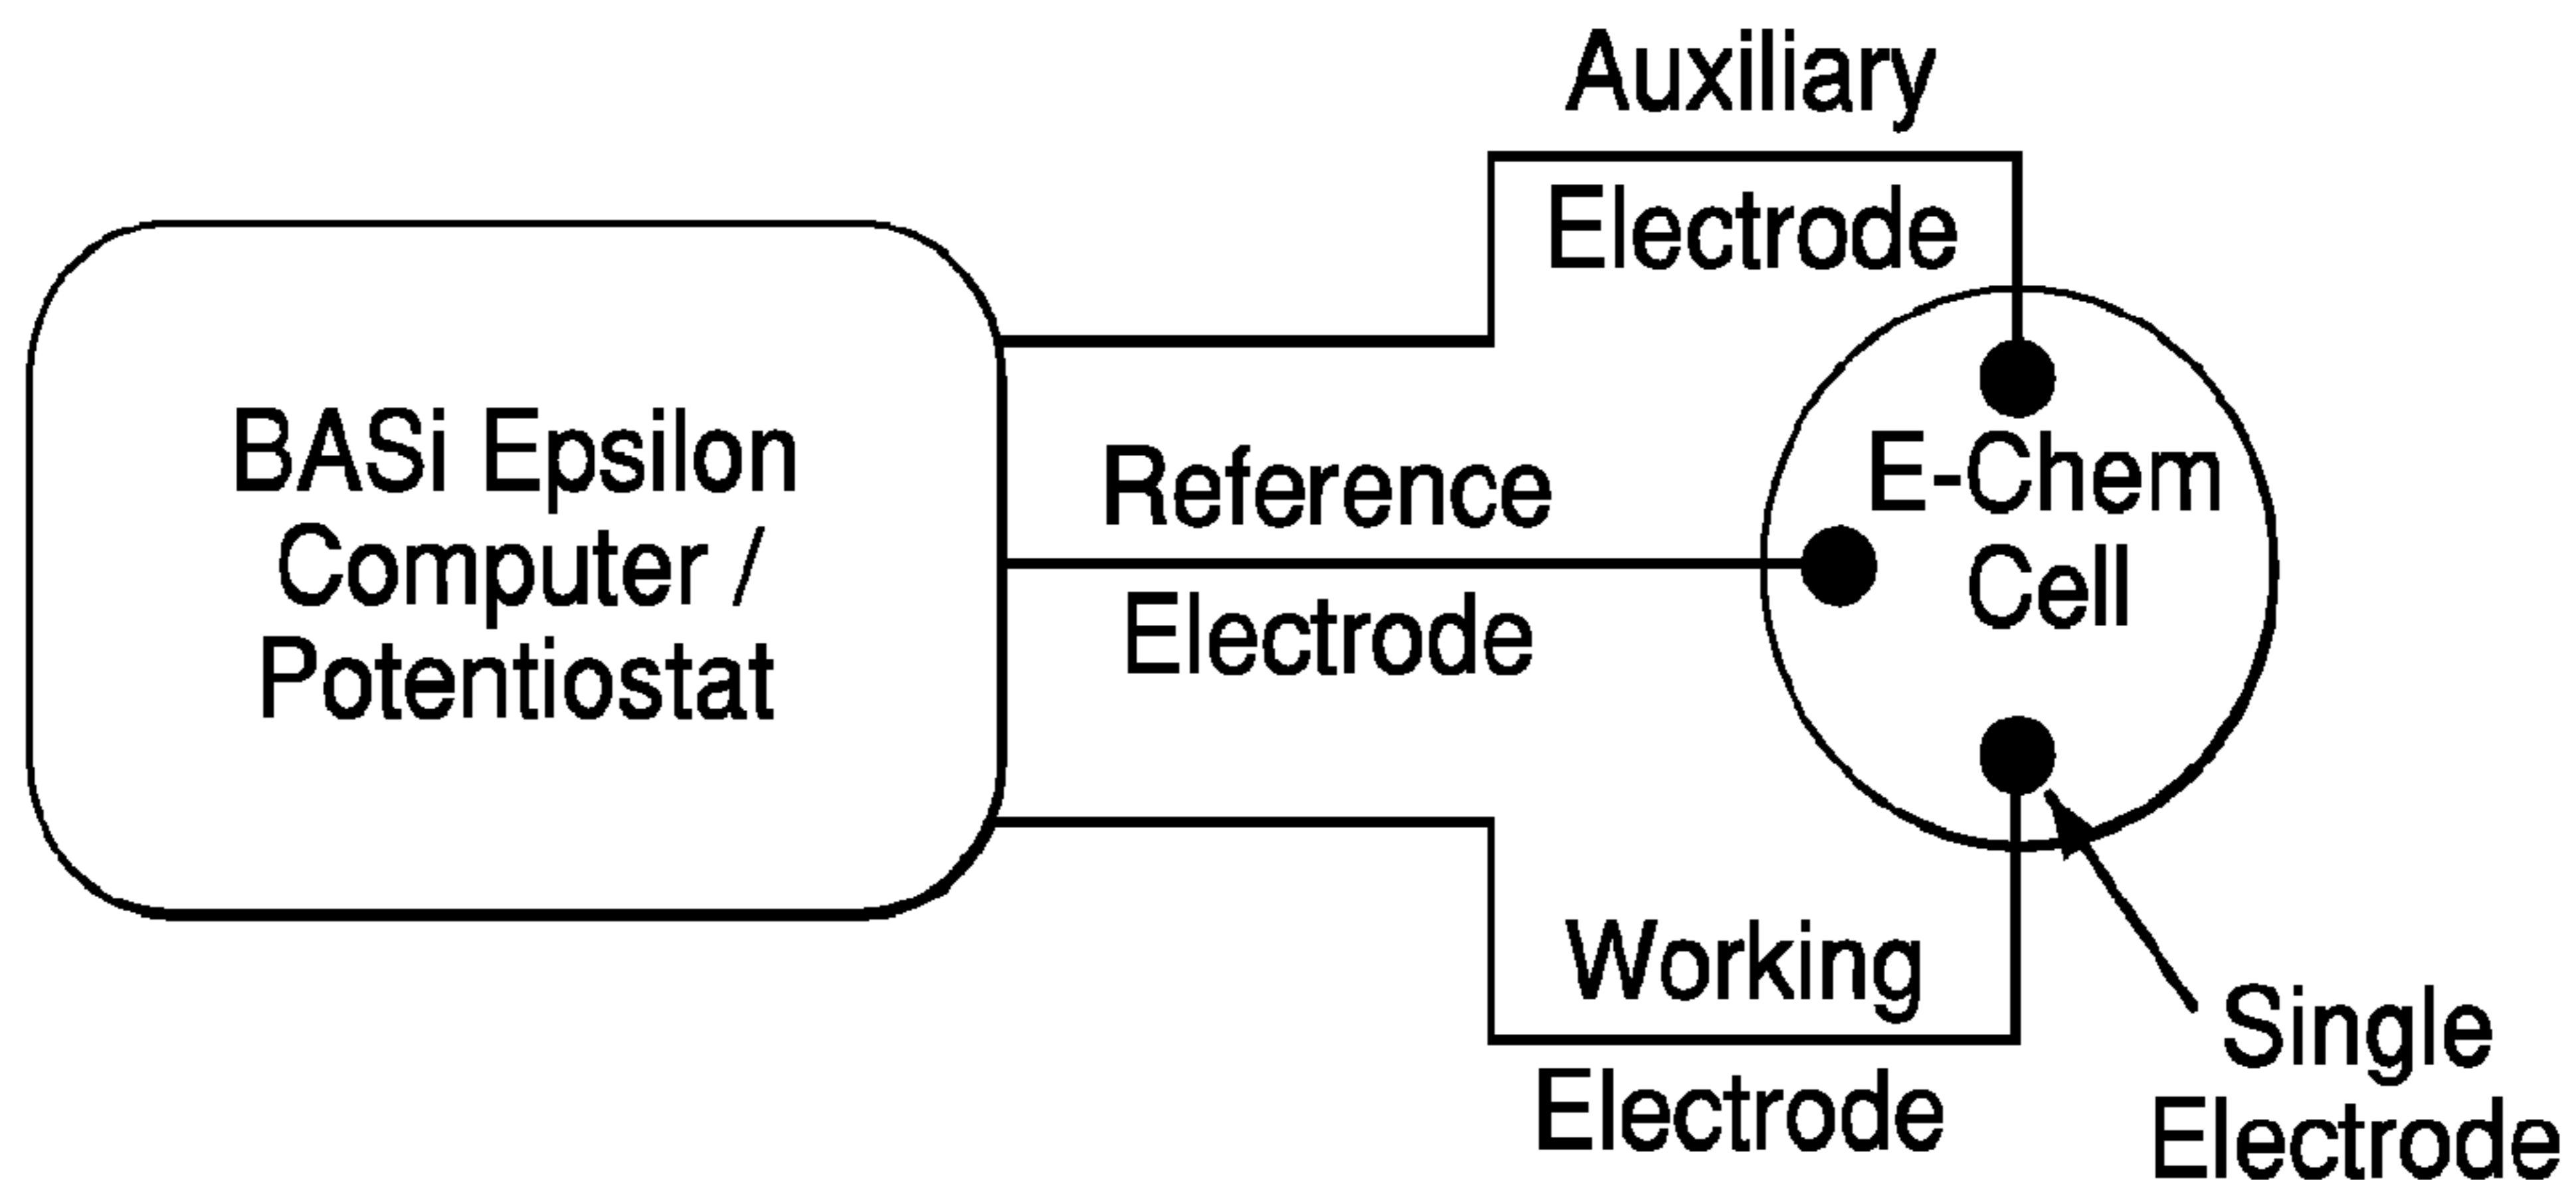 Auxiliary
Electrode
BASi Epsilon
Computer /
Potentiostat
Reference
Electrode
E-Chem
Cell
Working
Electrode
Single
Electrode